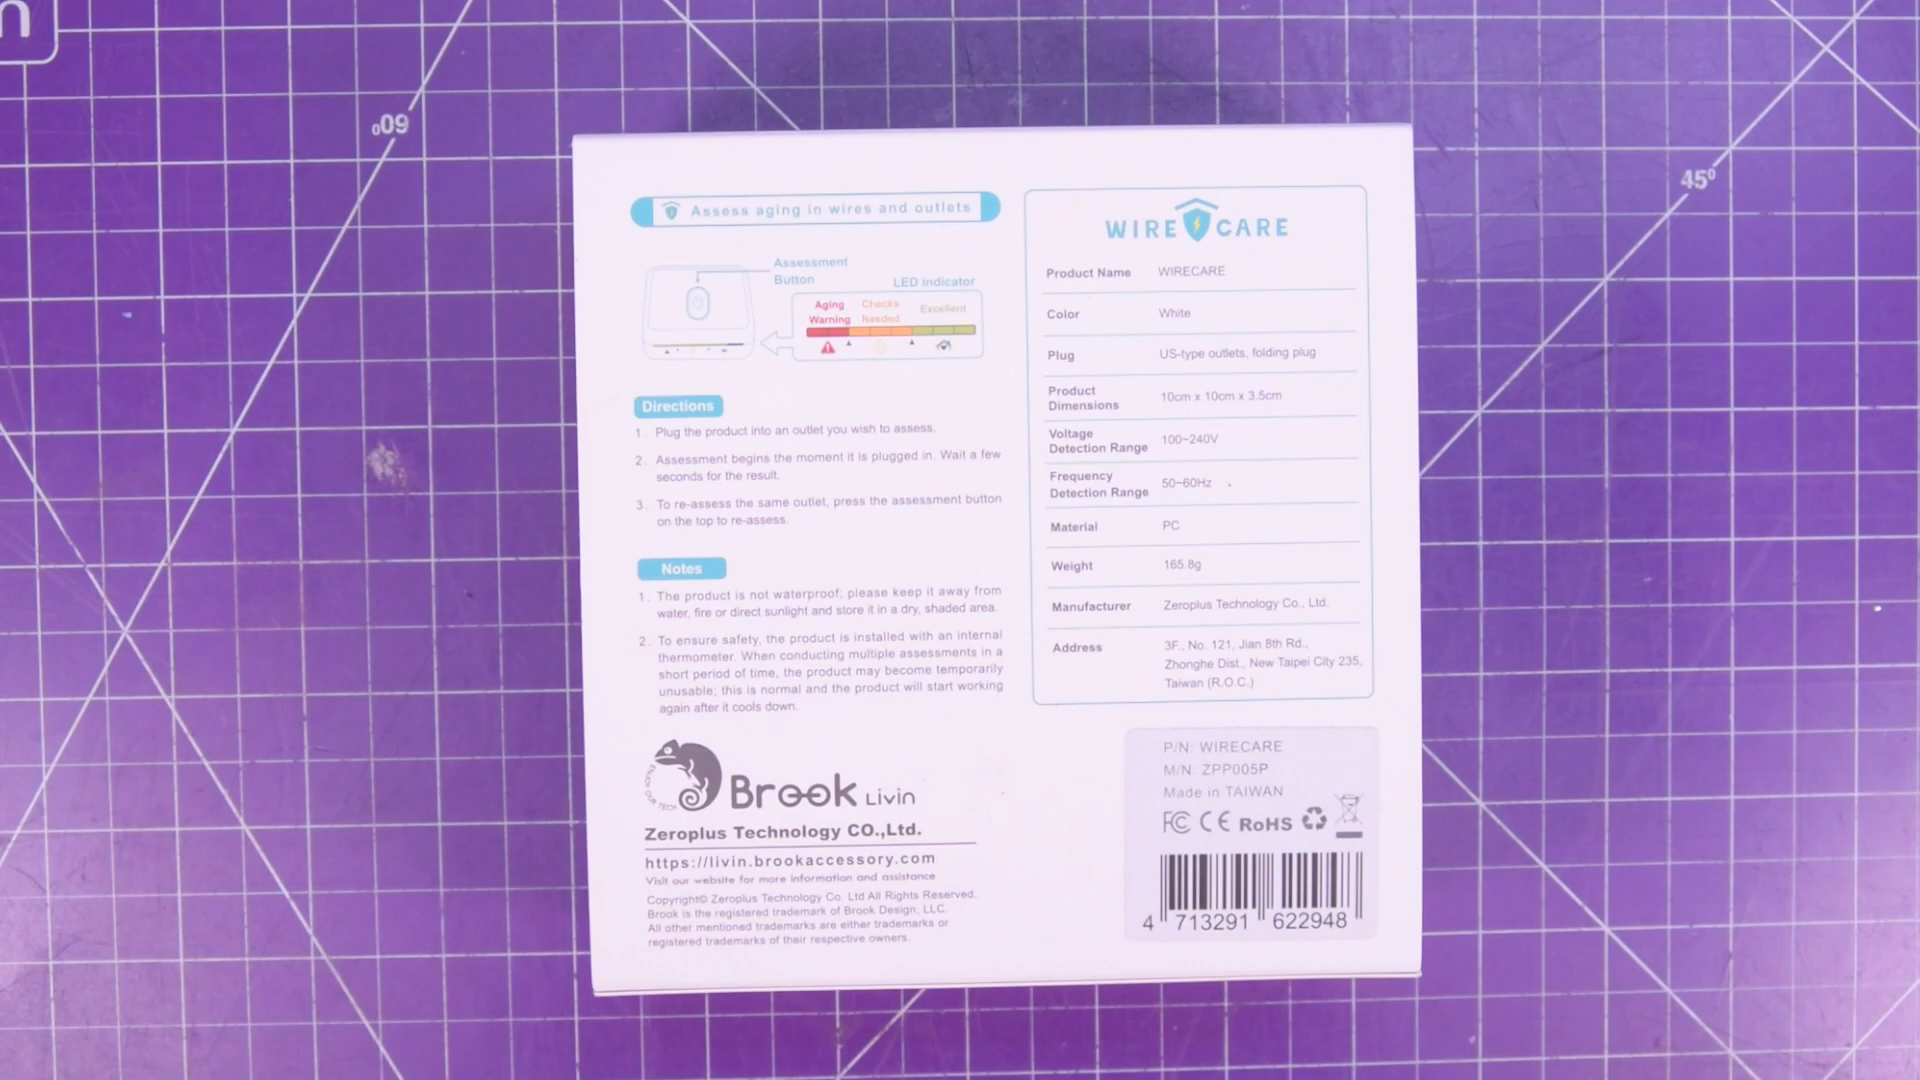 60⁰
45⁰
Assess aging in wires and outlets
Assessment
Button
LED indicator
Aging
Warning
Checks
Needed
Excellent
Directions
1. Plug the product into an outlet you wish to assess.
2. Assessment begins the moment it is plugged in. Wait a few
seconds for the result.
3. To re-assess the same outlet, press the assessment button
on the top to re-assess.
Notes
1. The product is not waterproof; please keep it away from
water, fire or direct sunlight and store it in a dry, shaded area.
2. To ensure safety, the product is installed with an internal
thermometer. When conducting multiple assessments in a
short period of time, the product may become temporarily
unusable; this is normal and the product will start working
again after it cools down.
Brook Livin
Zeroplus Technology CO.,Ltd.
https://livin.brookaccessory.com
Visit our website for more information and assistance
Copyright© Zeroplus Technology Co. Ltd All Rights Reserved.
Brook is the registered trademark of Brook Design, LLC.
All other mentioned trademarks are either trademarks or
registered trademarks of their respective owners.
WIRE CARE
Product Name WIRECARE
Color White
Plug US-type outlets, folding plug
Product
Dimensions 10cm x 10cm x 3.5cm
Voltage
Detection Range 100~240V
Frequency
Detection Range 50~60Hz
Material PC
Weight 165.8g
Manufacturer Zeroplus Technology Co., Ltd.
Address 3F., No. 121, Jian 8th Rd.,
Zhonghe Dist., New Taipei City 235,
Taiwan (R.O.C.)
P/N: WIRECARE
M/N: ZPP005P
Made in TAIWAN
FC CE RoHS
4 713291 622948